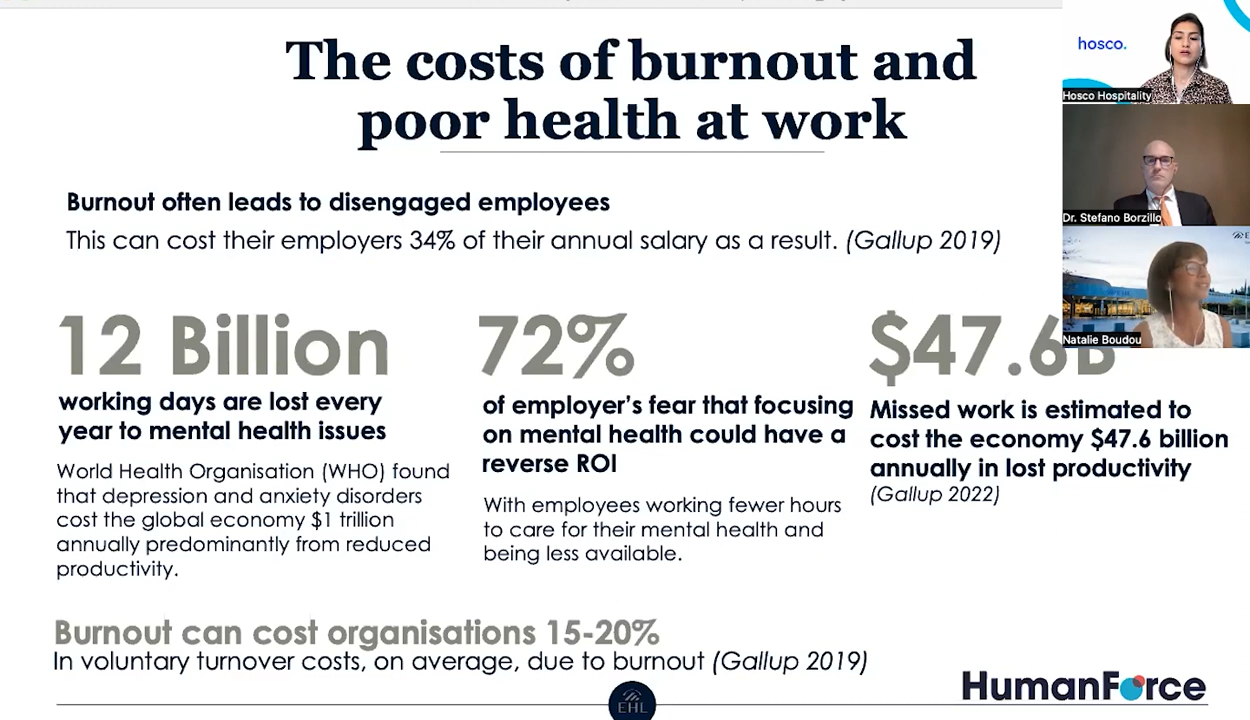 The costs of burnout and
poor health at work
Burnout often leads to disengaged employees
This can cost their employers 34% of their annual salary as a result. (Gallup 2019)
12 Billion
working days are lost every
year to mental health issues
World Health Organisation (WHO) found
that depression and anxiety disorders
cost the global economy $1 trillion
annually predominantly from reduced
productivity.
72%
of employer’s fear that focusing
on mental health could have a
reverse ROI
With employees working fewer hours
to care for their mental health and
being less available.
$47.6B
Missed work is estimated to
cost the economy $47.6 billion
annually in lost productivity
(Gallup 2022)
Burnout can cost organisations 15-20%
In voluntary turnover costs, on average, due to burnout (Gallup 2019)
EHL
HumanForce
hosco.
Hosco Hospitality
Dr. Stefano Borzillo
Natalie Boudou